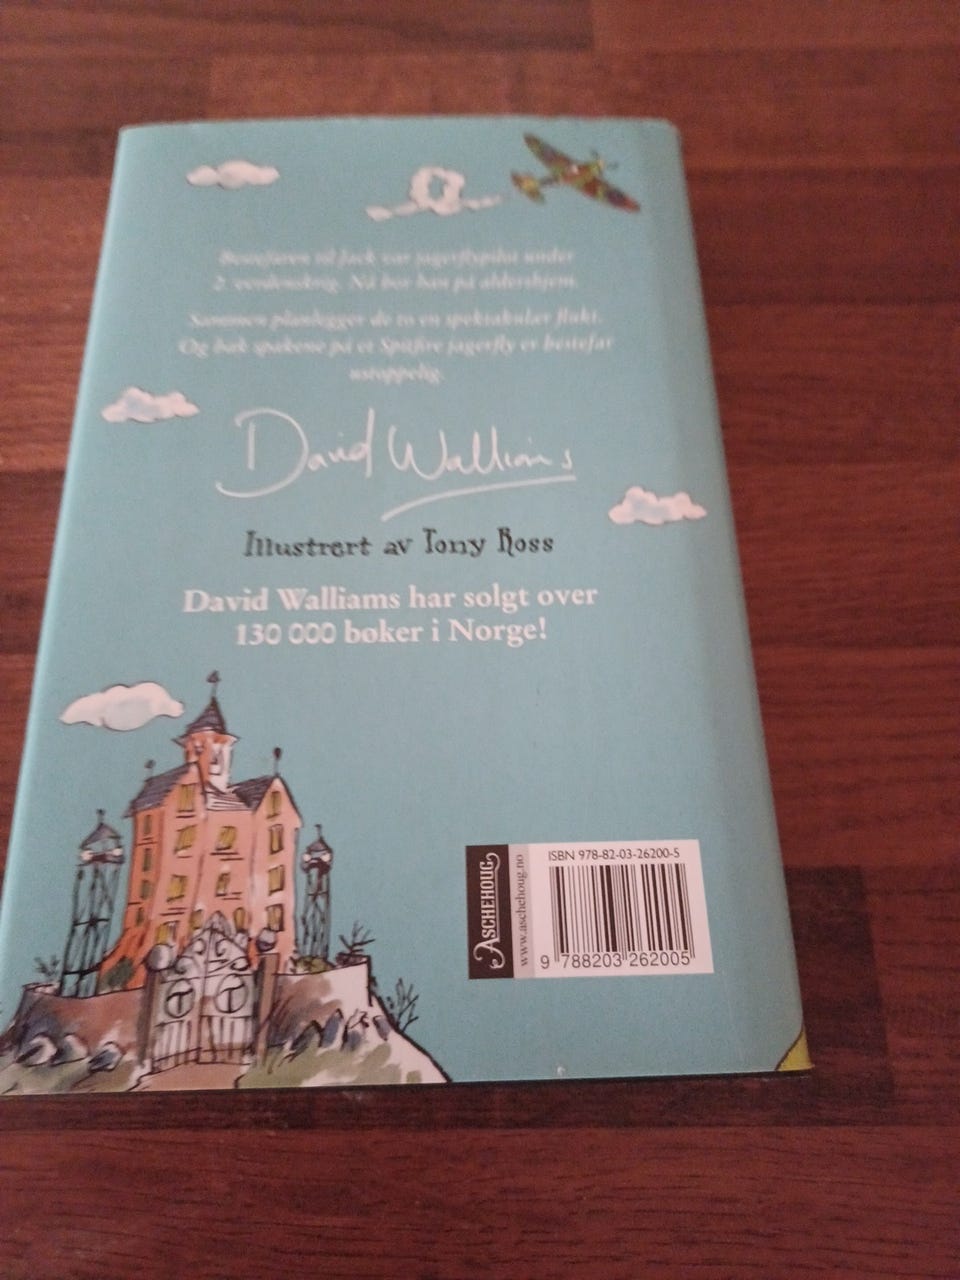 Bestefaren til Jack var jagerflypilot under
2. verdenskrig. Nå bor han på aldershjem.
Sammen planlegger de to en spektakulær flukt.
Og bak spakene på et Spitfire jagerfly er bestefar
ustoppelig.
David Walliams
Illustrert av Tony Ross
David Walliams har solgt over
130 000 bøker i Norge!
ISBN 978-82-03-26200-5
ASCHEHOUG
www.aschehoug.no
9 788203 262005
T T